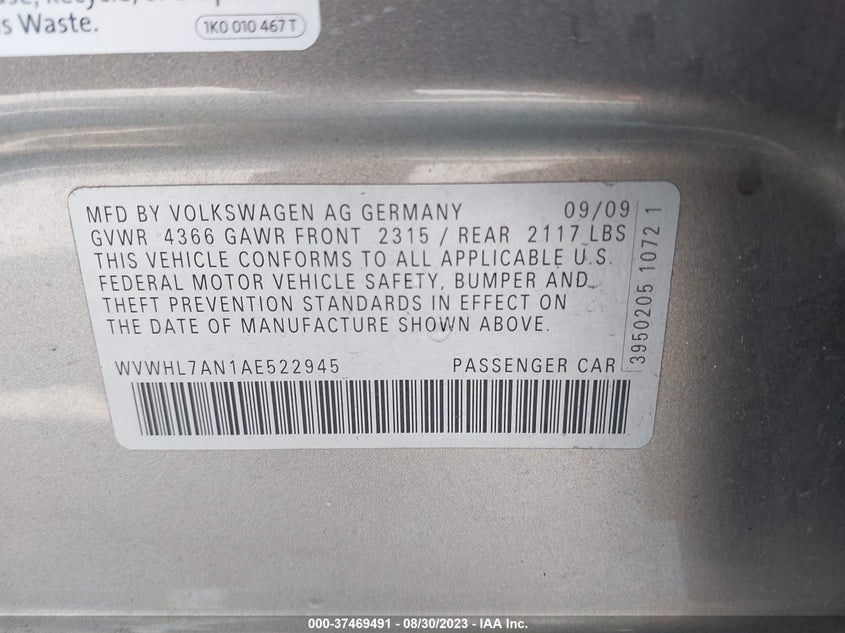 s Waste.
1K0 010 467 T
MFD BY VOLKSWAGEN AG GERMANY 09/09
GVWR 4366 GAWR FRONT 2315 / REAR 2117 LBS
THIS VEHICLE CONFORMS TO ALL APPLICABLE U.S.
FEDERAL MOTOR VEHICLE SAFETY, BUMPER AND
THEFT PREVENTION STANDARDS IN EFFECT ON
THE DATE OF MANUFACTURE SHOWN ABOVE.
WVWHL7AN1AE522945 PASSENGER CAR
3950205 1072 1
000-37469491 - 08/30/2023 - IAA Inc.